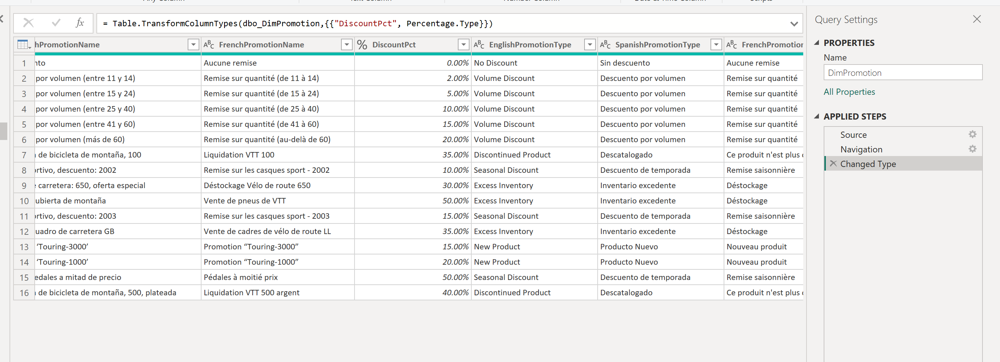 = Table.TransformColumnTypes(dbo_DimPromotion,{{"DiscountPct", Percentage.Type}})
hPromotionName FrenchPromotionName DiscountPct EnglishPromotionType SpanishPromotionType FrenchPromotion
1 nto Aucune remise 0.00% No Discount Sin descuento Aucune remise
2 por volumen (entre 11 y 14) Remise sur quantité (de 11 à 14) 2.00% Volume Discount Descuento por volumen Remise sur quantité
3 por volumen (entre 15 y 24) Remise sur quantité (de 15 à 24) 5.00% Volume Discount Descuento por volumen Remise sur quantité
4 por volumen (entre 25 y 40) Remise sur quantité (de 25 à 40) 10.00% Volume Discount Descuento por volumen Remise sur quantité
5 por volumen (entre 41 y 60) Remise sur quantité (de 41 à 60) 15.00% Volume Discount Descuento por volumen Remise sur quantité
6 por volumen (más de 60) Remise sur quantité (au-delà de 60) 20.00% Volume Discount Descuento por volumen Remise sur quantité
7 de bicicleta de montaña, 100 Liquidation VTT 100 35.00% Discontinued Product Descatalogado Ce produit n'est plus
8 ortivo, descuento: 2002 Remise sur les casques sport - 2002 10.00% Seasonal Discount Descuento de temporada Remise saisonnière
9 carretera: 650, oferta especial Déstockage Vélo de route 650 30.00% Excess Inventory Inventario excedente Déstockage
10 ubierta de montaña Vente de pneus de VTT 50.00% Excess Inventory Inventario excedente Déstockage
11 ortivo, descuento: 2003 Remise sur les casques sport - 2003 15.00% Seasonal Discount Descuento de temporada Remise saisonnière
12 uadro de carretera GB Vente de cadres de vélo de route LL 35.00% Excess Inventory Inventario excedente Déstockage
13 ‘Touring-3000’ Promotion “Touring-3000” 15.00% New Product Producto Nuevo Nouveau produit
14 ‘Touring-1000’ Promotion “Touring-1000” 20.00% New Product Producto Nuevo Nouveau produit
15 edales a mitad de precio Pédales à moitié prix 50.00% Seasonal Discount Descuento de temporada Remise saisonnière
16 de bicicleta de montaña, 500, plateada Liquidation VTT 500 argent 40.00% Discontinued Product Descatalogado Ce produit n'est plus
Query Settings
PROPERTIES
Name
DimPromotion
All Properties
APPLIED STEPS
Source
Navigation
Changed Type